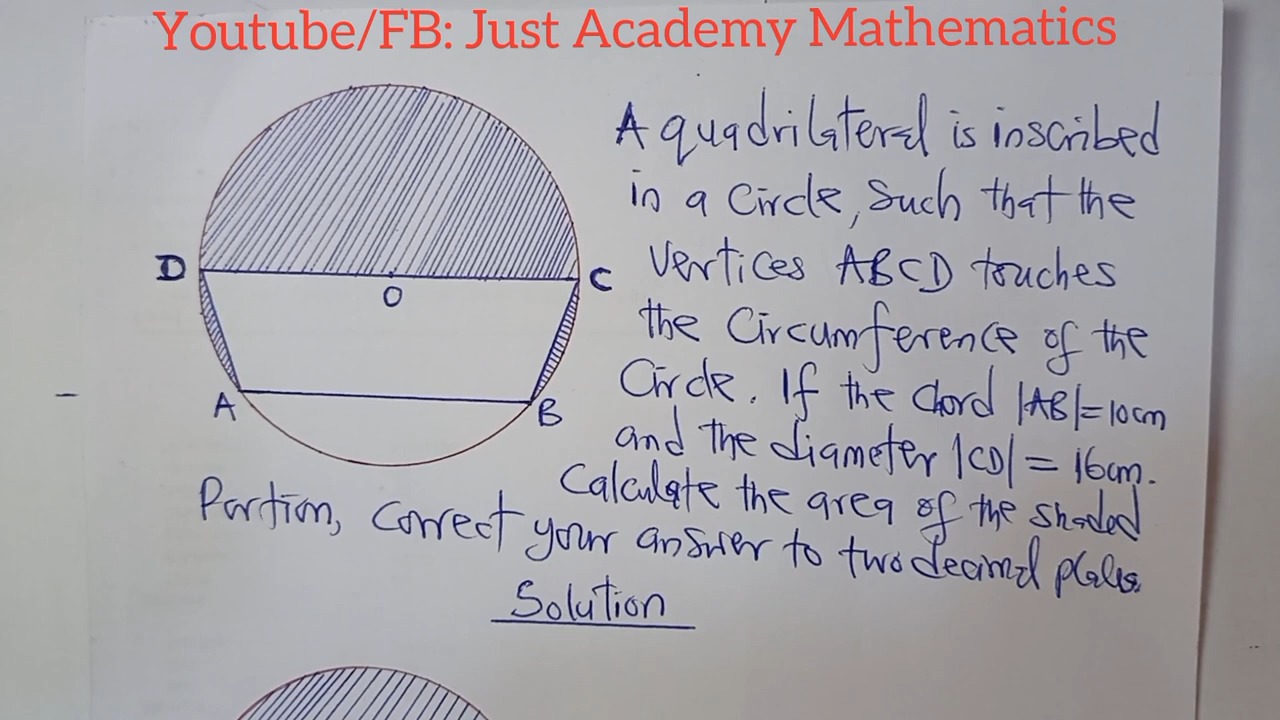 Youtube/FB: Just Academy Mathematics
A quadrilateral is inscribed
in a Circle, Such that the
Vertices ABCD touches
the Circumference of the
Circle. If the Chord |AB|=10cm
and the diameter |CD| = 16cm.
Calculate the area of the shaded
Portion, correct your answer to two decimal places.
Solution
D
C
O
A
B